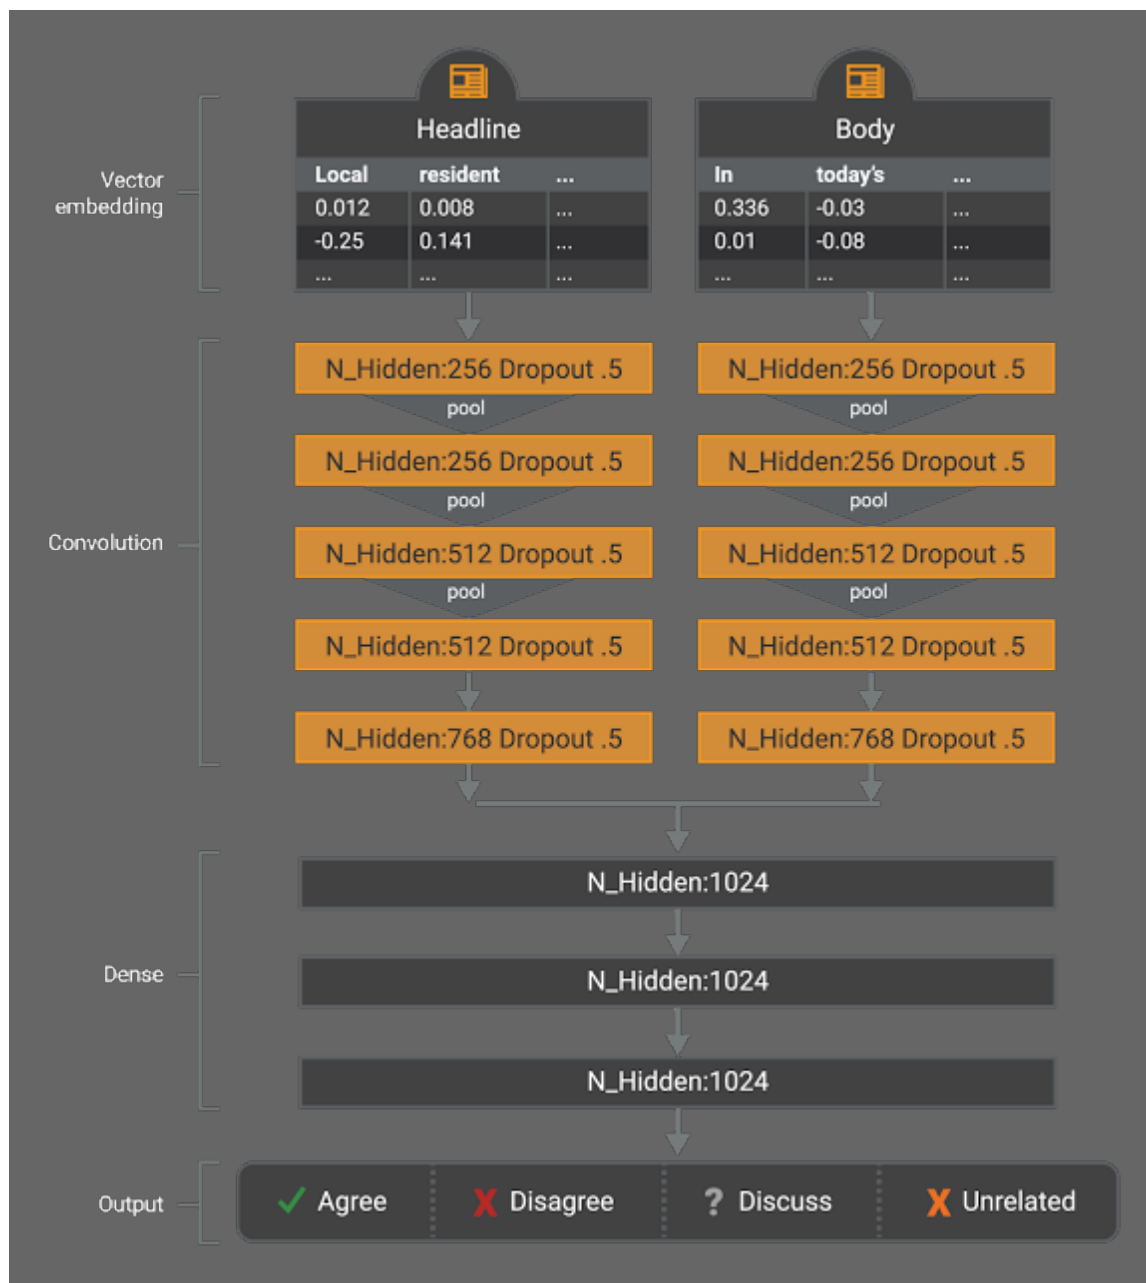 Headline Body
Vector embedding
Local resident ... In today's ...
0.012 0.008 ... 0.336 -0.03 ...
-0.25 0.141 ... 0.01 -0.08 ...
... ... ... ... ... ...
N_Hidden:256 Dropout .5 N_Hidden:256 Dropout .5
pool pool
N_Hidden:256 Dropout .5 N_Hidden:256 Dropout .5
pool pool
Convolution
N_Hidden:512 Dropout .5 N_Hidden:512 Dropout .5
pool pool
N_Hidden:512 Dropout .5 N_Hidden:512 Dropout .5
N_Hidden:768 Dropout .5 N_Hidden:768 Dropout .5
N_Hidden:1024
Dense
N_Hidden:1024
N_Hidden:1024
Output
Agree Disagree ? Discuss Unrelated